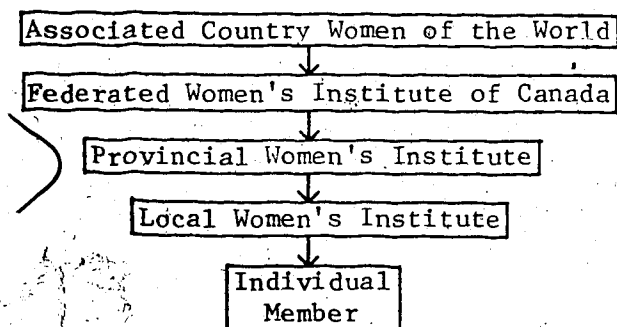 Associated Country Women of the World
Federated Women's Institute of Canada
Provincial Women's Institute
Local Women's Institute
Individual
Member